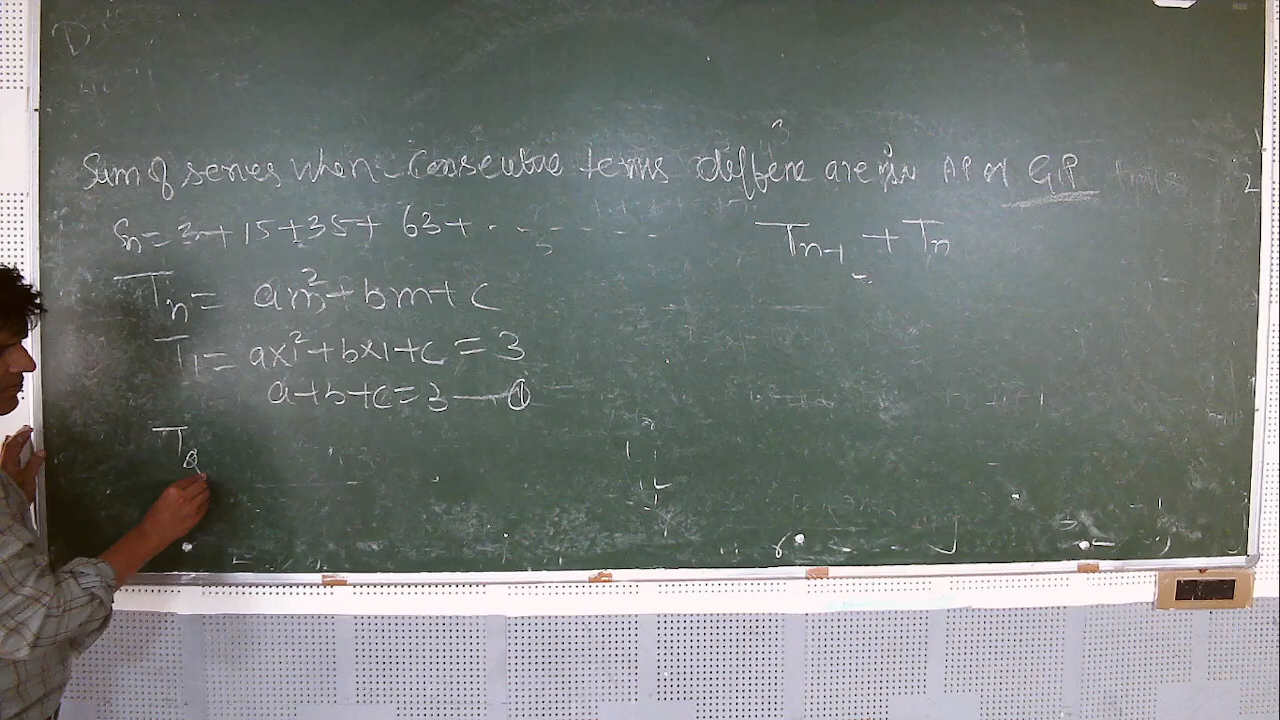 Sum of series when consecutive terms differe are in AP or GP
Sn = 3 + 15 + 35 + 63 + . - - - - - -
Tn-1 + Tn
Tn = an² + bn + c
T1 = ax1² + bx1 + c = 3
a + b + c = 3 — ①
T2